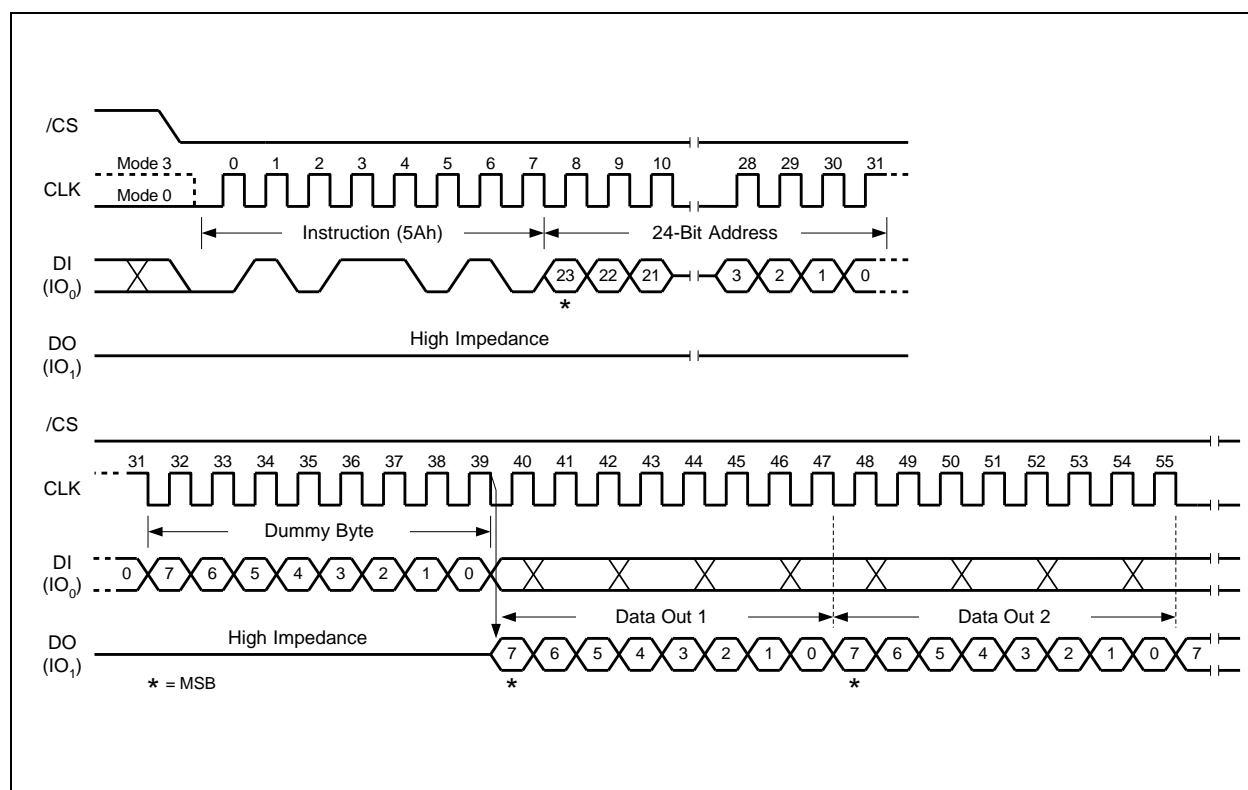 /CS
Mode 3 0 1 2 3 4 5 6 7 8 9 10 28 29 30 31
CLK
Mode 0
Instruction (5Ah) 24-Bit Address
DI
(IO0) 23 22 21 3 2 1 0
*
High Impedance
DO
(IO1)
/CS
31 32 33 34 35 36 37 38 39 40 41 42 43 44 45 46 47 48 49 50 51 52 53 54 55
CLK
Dummy Byte
DI
(IO0) 0 7 6 5 4 3 2 1 0
Data Out 1 Data Out 2
High Impedance
DO
(IO1) 7 6 5 4 3 2 1 0 7 6 5 4 3 2 1 0 7
* = MSB * *